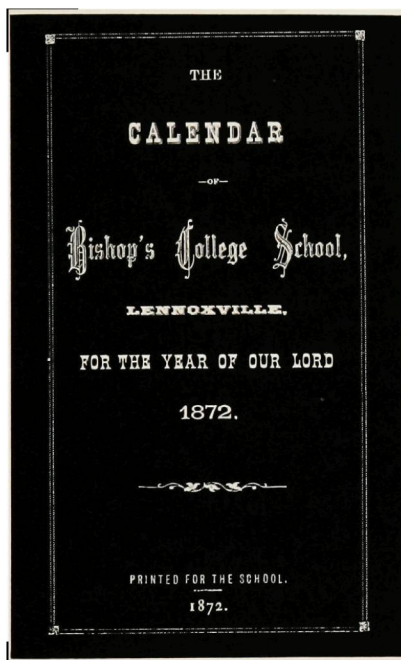 THE
CALENDAR
—OF—
Bishop's College School,
LENNOXVILLE,
FOR THE YEAR OF OUR LORD
1872.
PRINTED FOR THE SCHOOL.
1872.